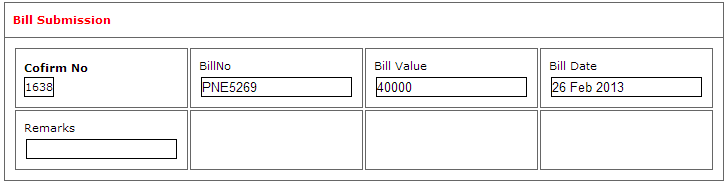 Bill Submission
Cofirm No
1638
BillNo
PNE5269
Bill Value
40000
Bill Date
26 Feb 2013
Remarks